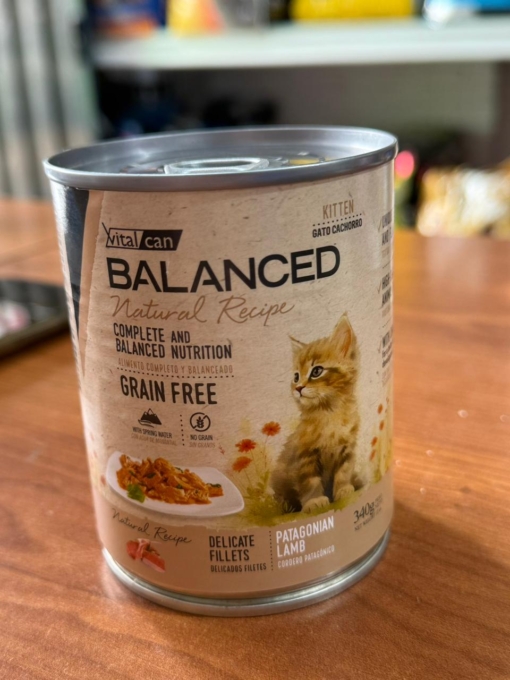 vital can
KITTEN
GATO CACHORRO
BALANCED
Natural Recipe
COMPLETE AND
BALANCED NUTRITION
ALIMENTO COMPLETO Y BALANCEADO
GRAIN FREE
WITH SPRING WATER
NO GRAIN
Natural Recipe
DELICATE
FILLETS
DELICADOS FILETES
PATAGONIAN
LAMB
CORDERO PATAGÓNICO
340g